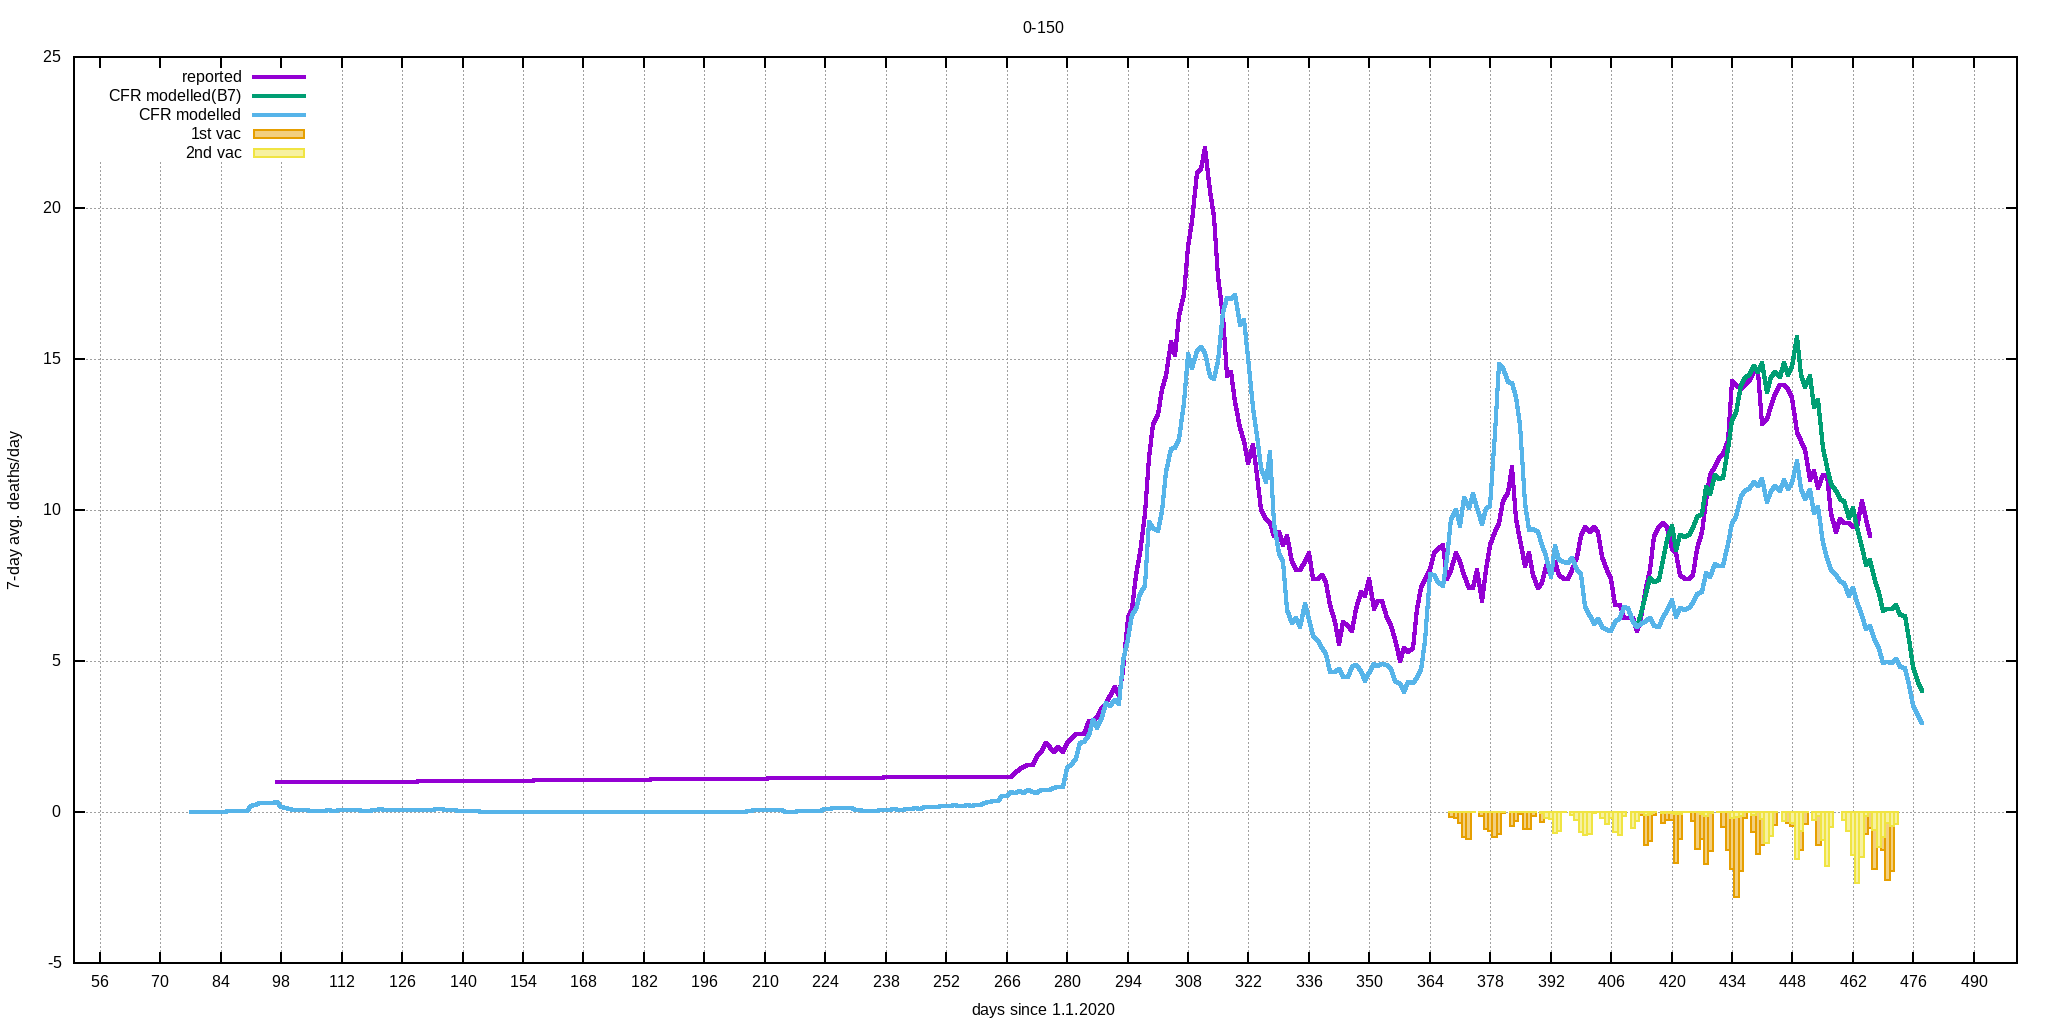 0-150
25
20
15
10
5
0
-5
7-day avg. deaths/day
reported
CFR modelled(B7)
CFR modelled
1st vac
2nd vac
56 70 84 98 112 126 140 154 168 182 196 210 224 238 252 266 280 294 308 322 336 350 364 378 392 406 420 434 448 462 476 490
days since 1.1.2020